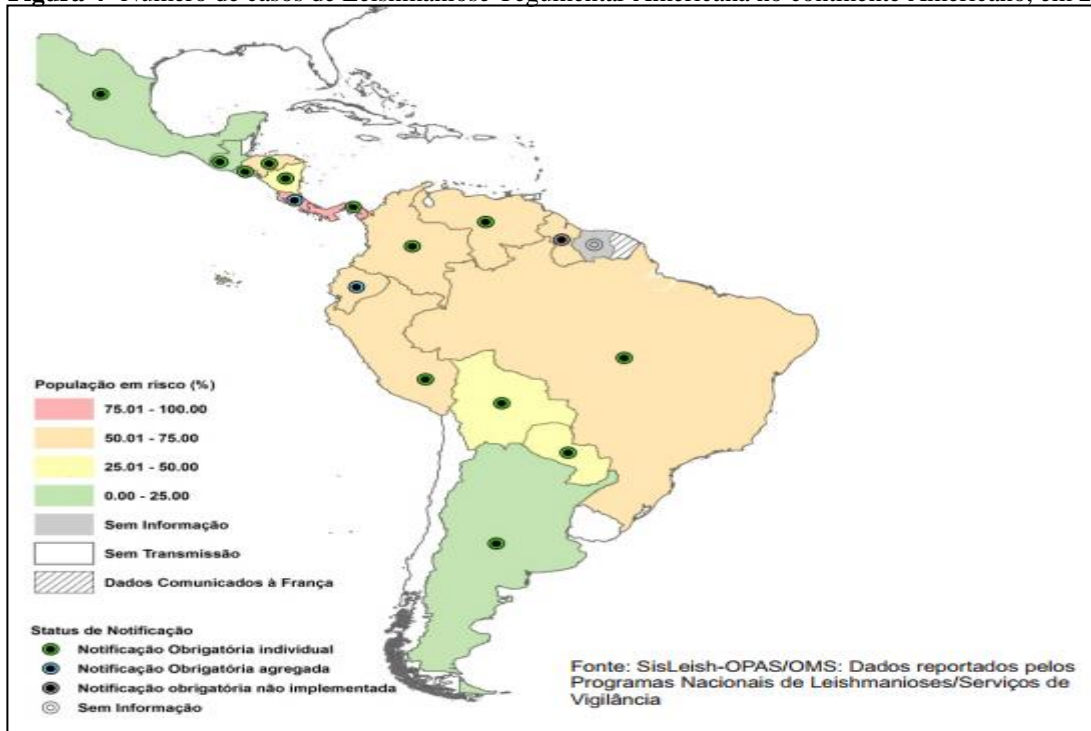 População em risco (%)
75.01 - 100.00
50.01 - 75.00
25.01 - 50.00
0.00 - 25.00
Sem Informação
Sem Transmissão
Dados Comunicados à França
Status de Notificação
Notificação Obrigatória individual
Notificação Obrigatória agregada
Notificação obrigatória não implementada
Sem Informação
Fonte: SisLeish-OPAS/OMS: Dados reportados pelos
Programas Nacionais de Leishmanioses/Serviços de
Vigilância